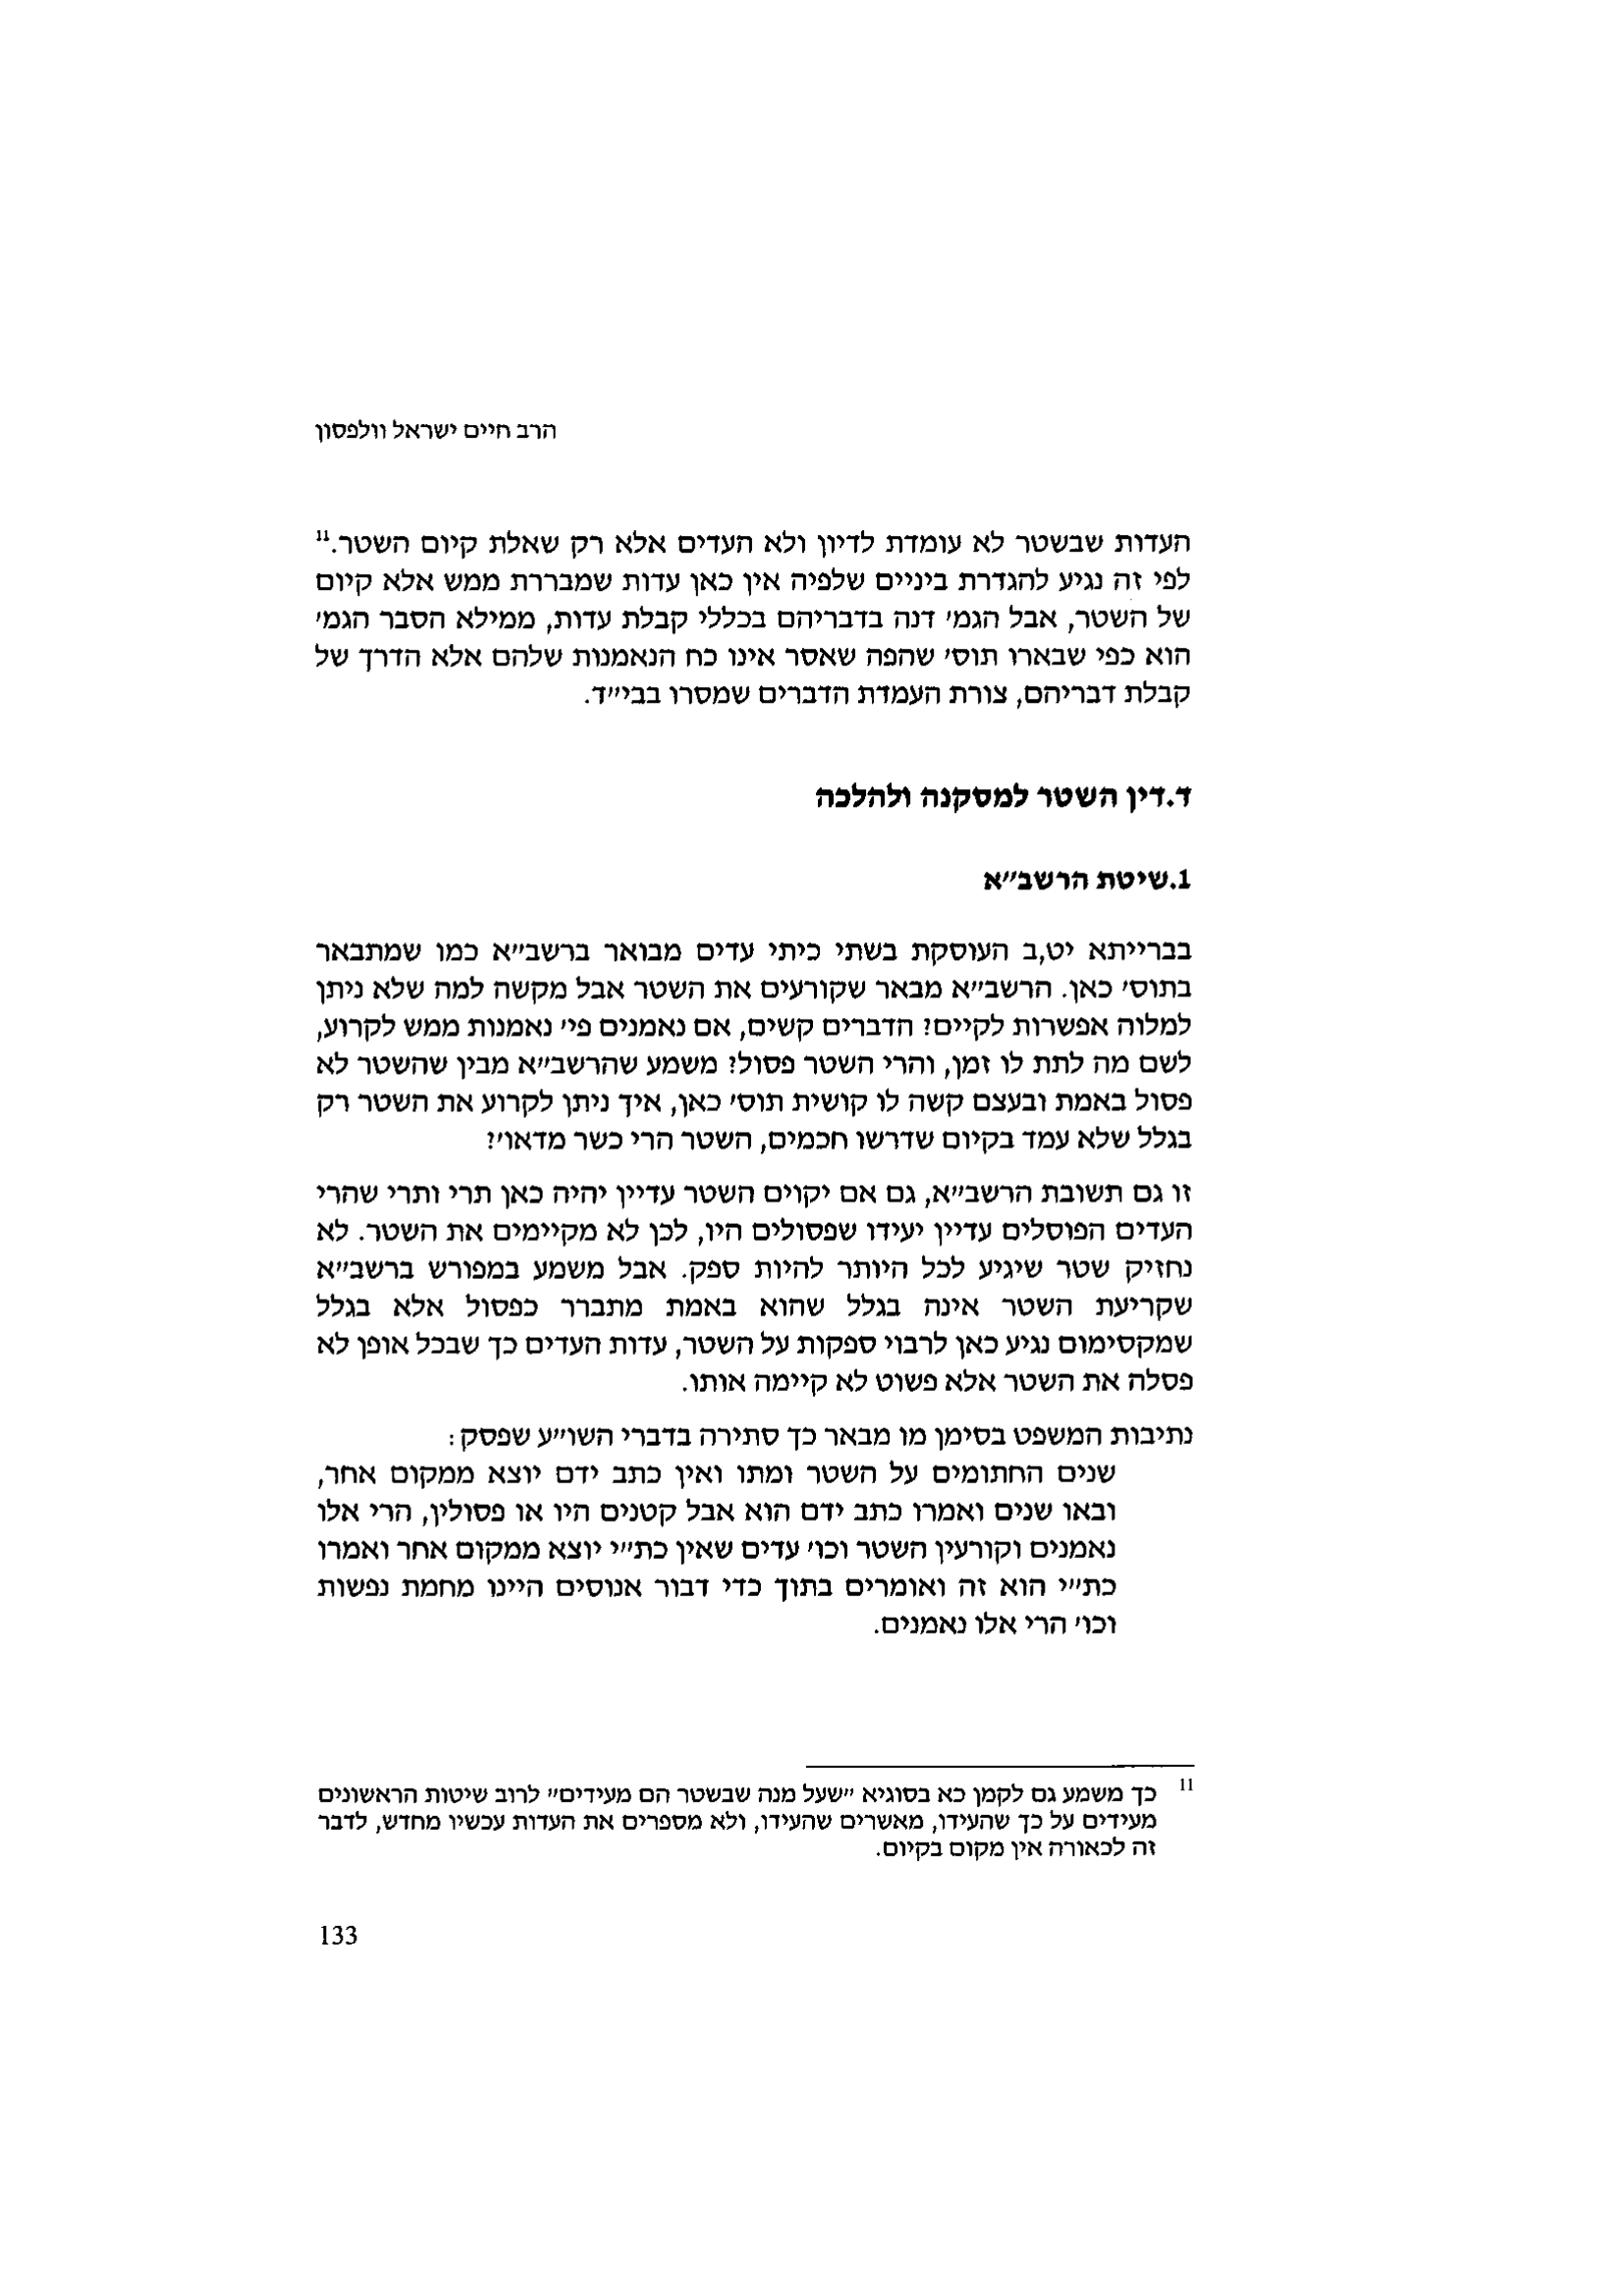 הרב חיים ישראל וולפסון
העדות שבשטר לא עומדת לדיון ולא העדים אלא רק שאלת קיום השטר.11
לפי זה נגיע להגדרת ביניים שלפיה אין כאן עדות שמבררת ממש אלא קיום
של השטר, אבל הגמ' דנה בדבריהם בכללי קבלת עדות, ממילא הסבר הגמ'
הוא כפי שבארו תוס' שהפה שאסר אינו כח הנאמנות שלהם אלא הדרך של
קבלת דבריהם, צורת העמדת הדברים שמסרו בבי"ד.
ד.דין השטר למסקנה ולהלכה
1.שיטת הרשב"א
בברייתא יט,ב העוסקת בשתי כיתי עדים מבואר ברשב"א כמו שמתבאר
בתוס' כאן. הרשב"א מבאר שקורעים את השטר אבל מקשה למה שלא ניתן
למלוה אפשרות לקיים? הדברים קשים, אם נאמנים פי' נאמנות ממש לקרוע,
לשם מה לתת לו זמן, והרי השטר פסול? משמע שהרשב"א מבין שהשטר לא
פסול באמת ובעצם קשה לו קושית תוס' כאן, איך ניתן לקרוע את השטר רק
בגלל שלא עמד בקיום שדרשו חכמים, השטר הרי כשר מדאו'?
זו גם תשובת הרשב"א, גם אם יקוים השטר עדיין יהיה כאן תרי ותרי שהרי
העדים הפוסלים עדיין יעידו שפסולים היו, לכן לא מקיימים את השטר. לא
נחזיק שטר שיגיע לכל היותר להיות ספק. אבל משמע במפורש ברשב"א
שקריעת השטר אינה בגלל שהוא באמת מתברר כפסול אלא בגלל
שמקסימום נגיע כאן לרבוי ספקות על השטר, עדות העדים כך שבכל אופן לא
פסלה את השטר אלא פשוט לא קיימה אותו.
נתיבות המשפט בסימן מו מבאר כך סתירה בדברי השו"ע שפסק:
שנים החתומים על השטר ומתו ואין כתב ידם יוצא ממקום אחר,
ובאו שנים ואמרו כתב ידם הוא אבל קטנים היו או פסולין, הרי אלו
נאמנים וקורעין השטר וכו' עדים שאין כת"י יוצא ממקום אחר ואמרו
כת"י הוא זה ואומרים בתוך כדי דבור אנוסים היינו מחמת נפשות
וכו' הרי אלו נאמנים.
11 כך משמע גם לקמן כא בסוגיא "שעל מנה שבשטר הם מעידים" לרוב שיטות הראשונים
מעידים על כך שהעידו, מאשרים שהעידו, ולא מספרים את העדות עכשיו מחדש, לדבר
זה לכאורה אין מקום בקיום.
133